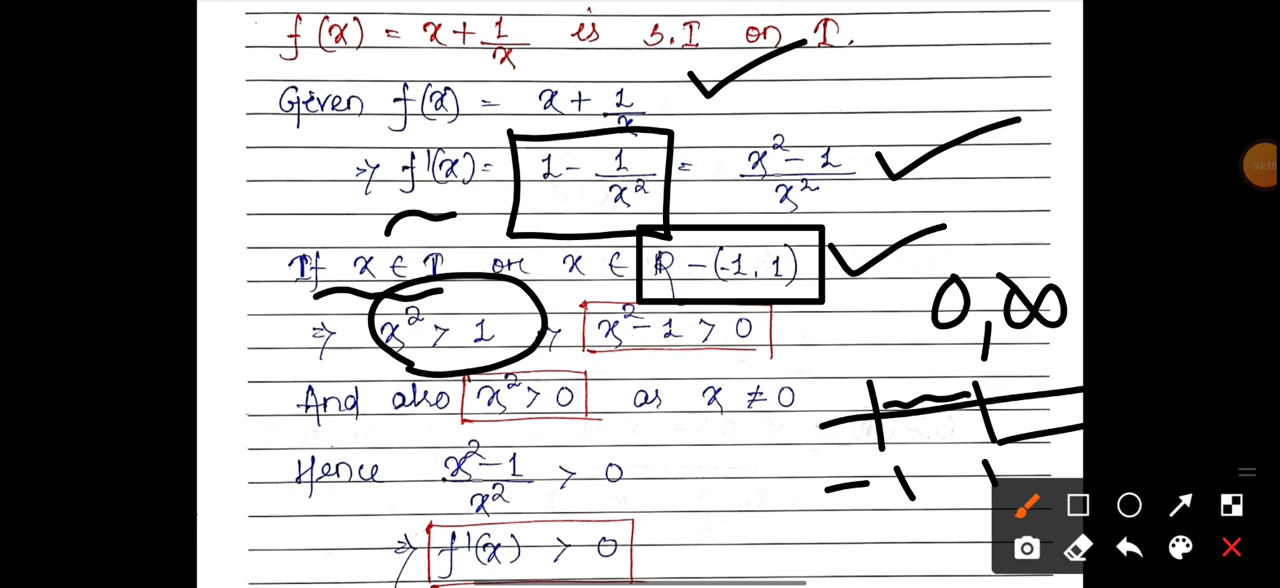 f(x) = x + 1/x is S.I on I.
Given f(x) = x + 1/x
⇒ f'(x) = 1 - 1/x² = x² - 1/x²
If x ∈ I or x ∈ R - (-1, 1)
0, ∞
⇒ x² > 1 ⇒ x² - 1 > 0
And also x² > 0 as x ≠ 0
-1 1
Hence x² - 1/x² > 0
⇒ f'(x) > 0